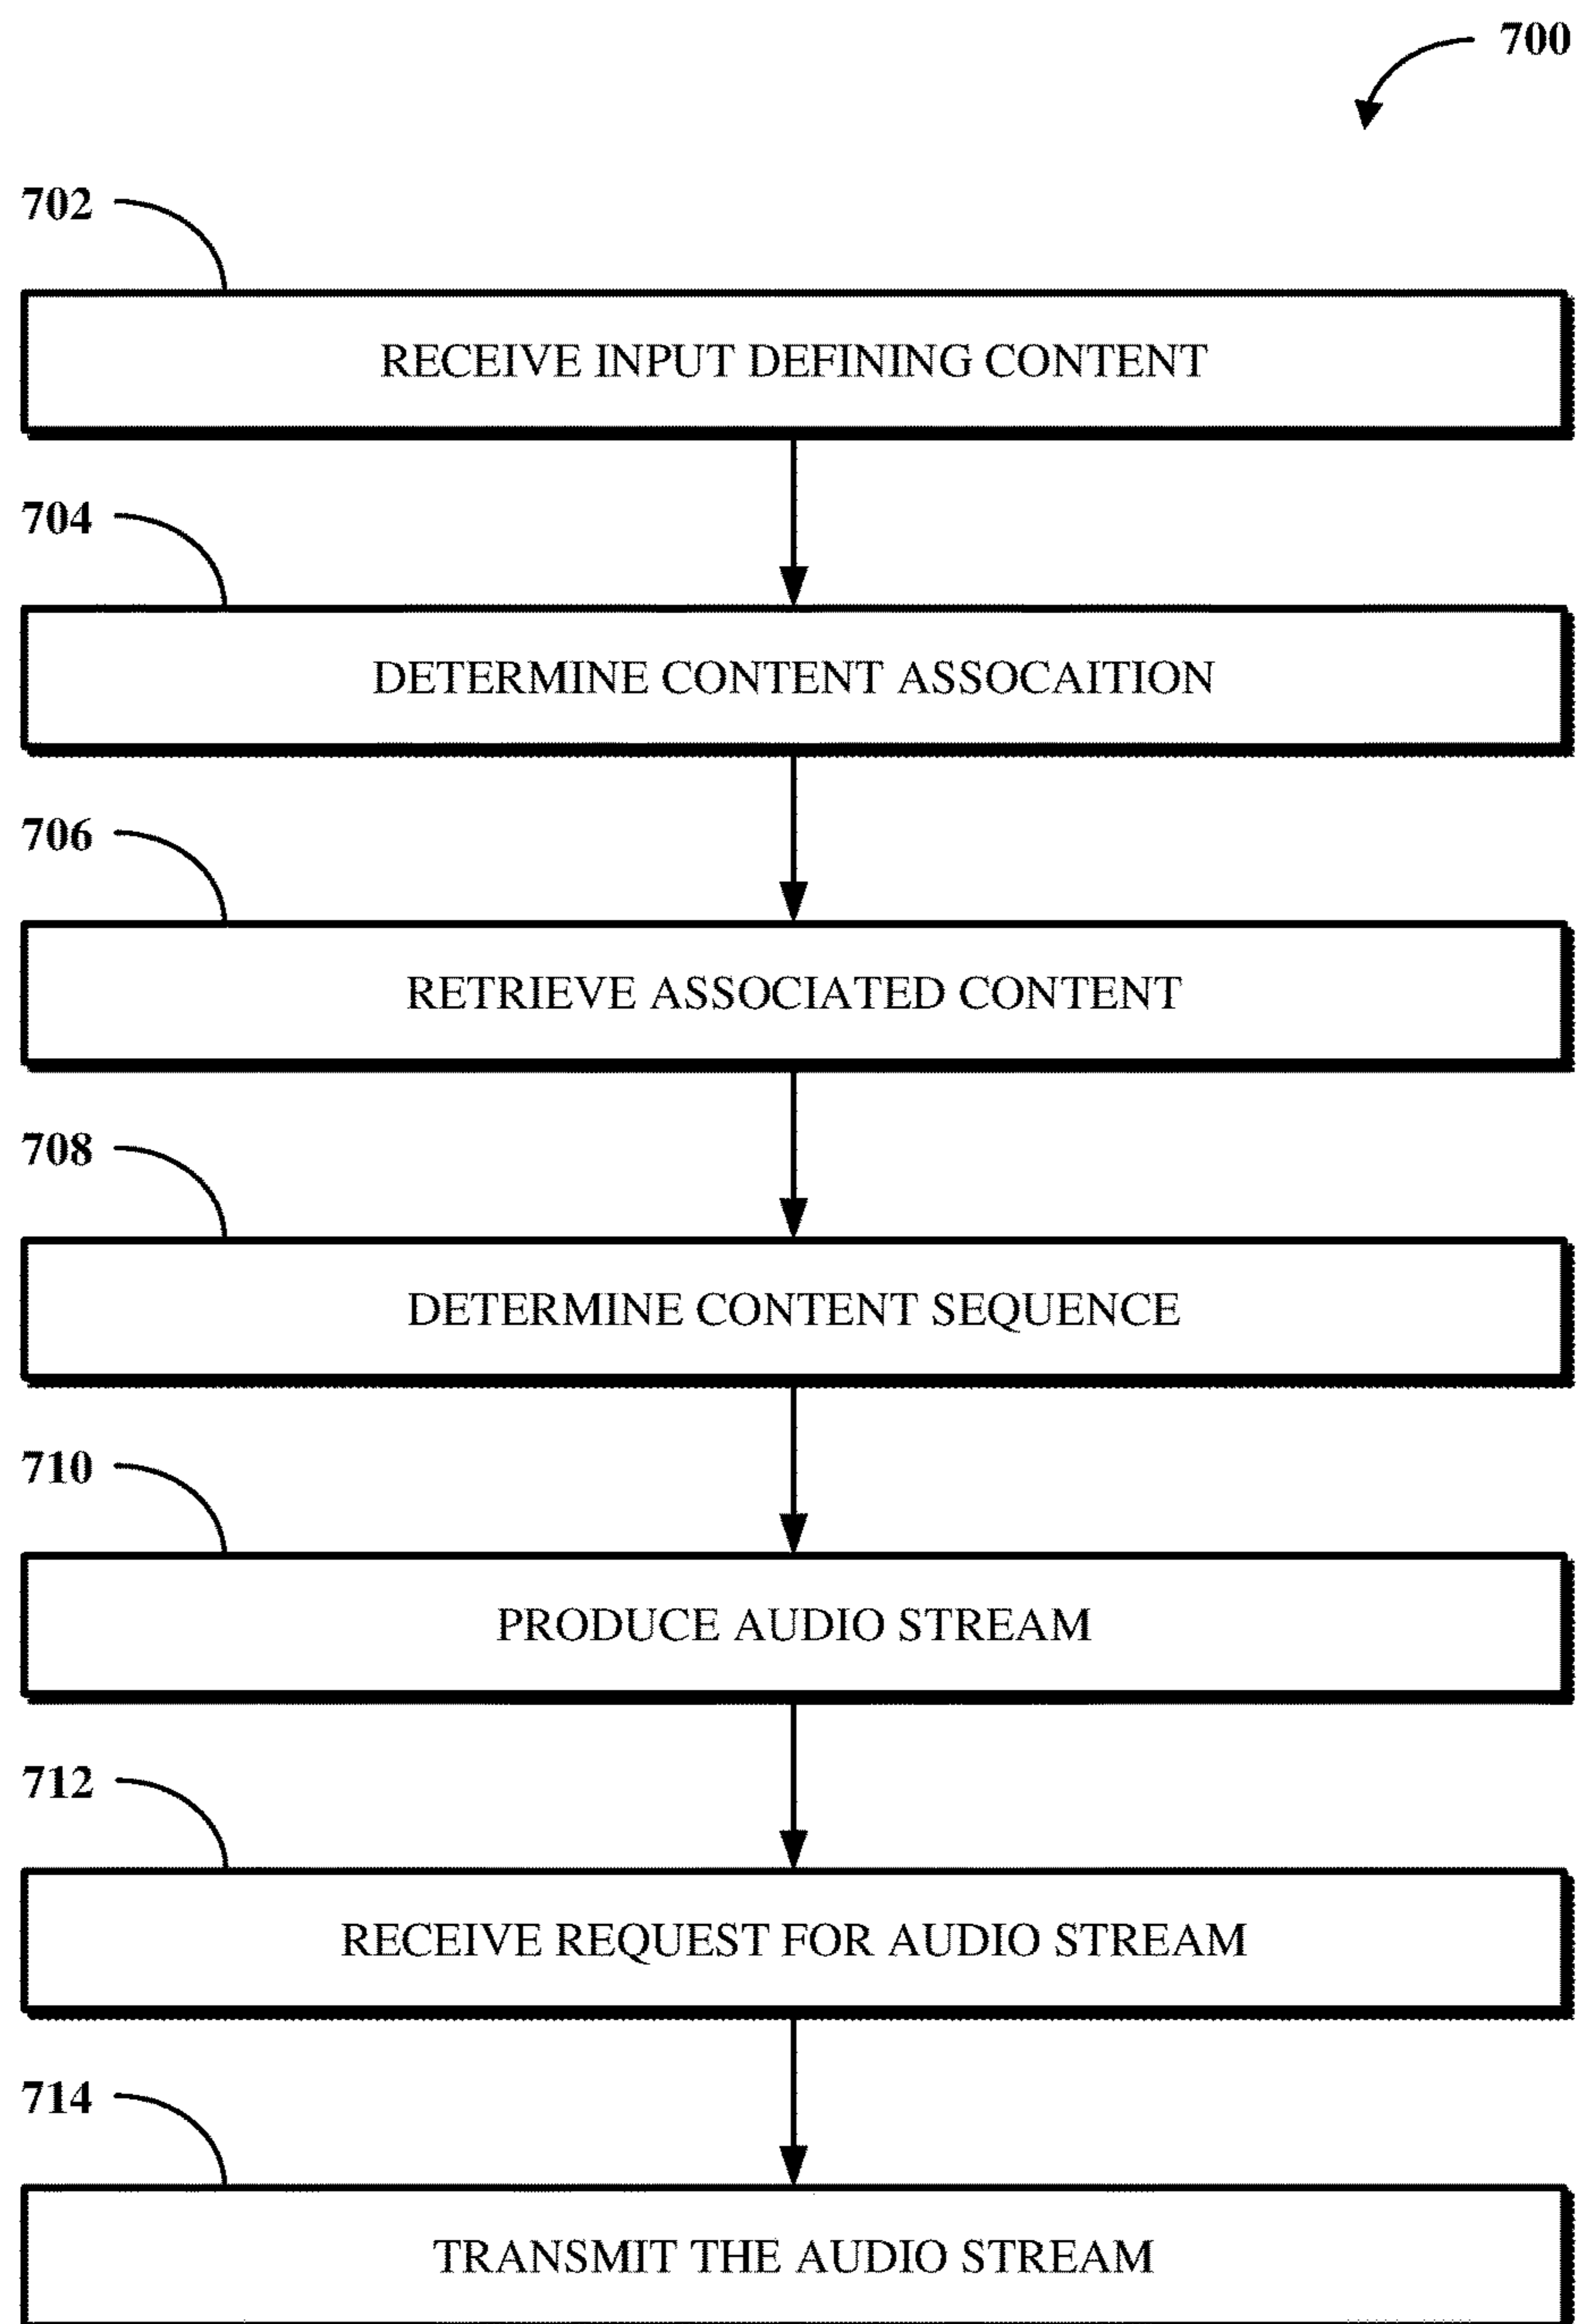 700
702
RECEIVE INPUT DEFINING CONTENT
704
DETERMINE CONTENT ASSOCAITION
706
RETRIEVE ASSOCIATED CONTENT
708
DETERMINE CONTENT SEQUENCE
710
PRODUCE AUDIO STREAM
712
RECEIVE REQUEST FOR AUDIO STREAM
714
TRANSMIT THE AUDIO STREAM